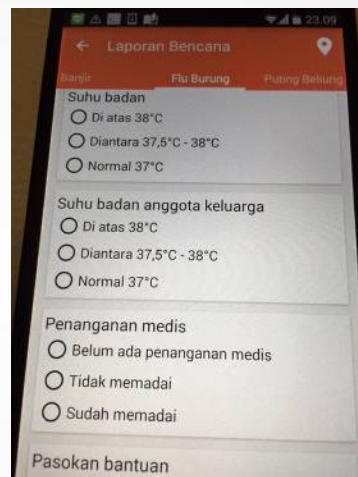 23.09
Laporan Bencana
Banjir Flu Burung Puting Beliung
Suhu badan
Di atas 38°C
Diantara 37,5°C - 38°C
Normal 37°C
Suhu badan anggota keluarga
Di atas 38°C
Diantara 37,5°C - 38°C
Normal 37°C
Penanganan medis
Belum ada penanganan medis
Tidak memadai
Sudah memadai
Pasokan bantuan